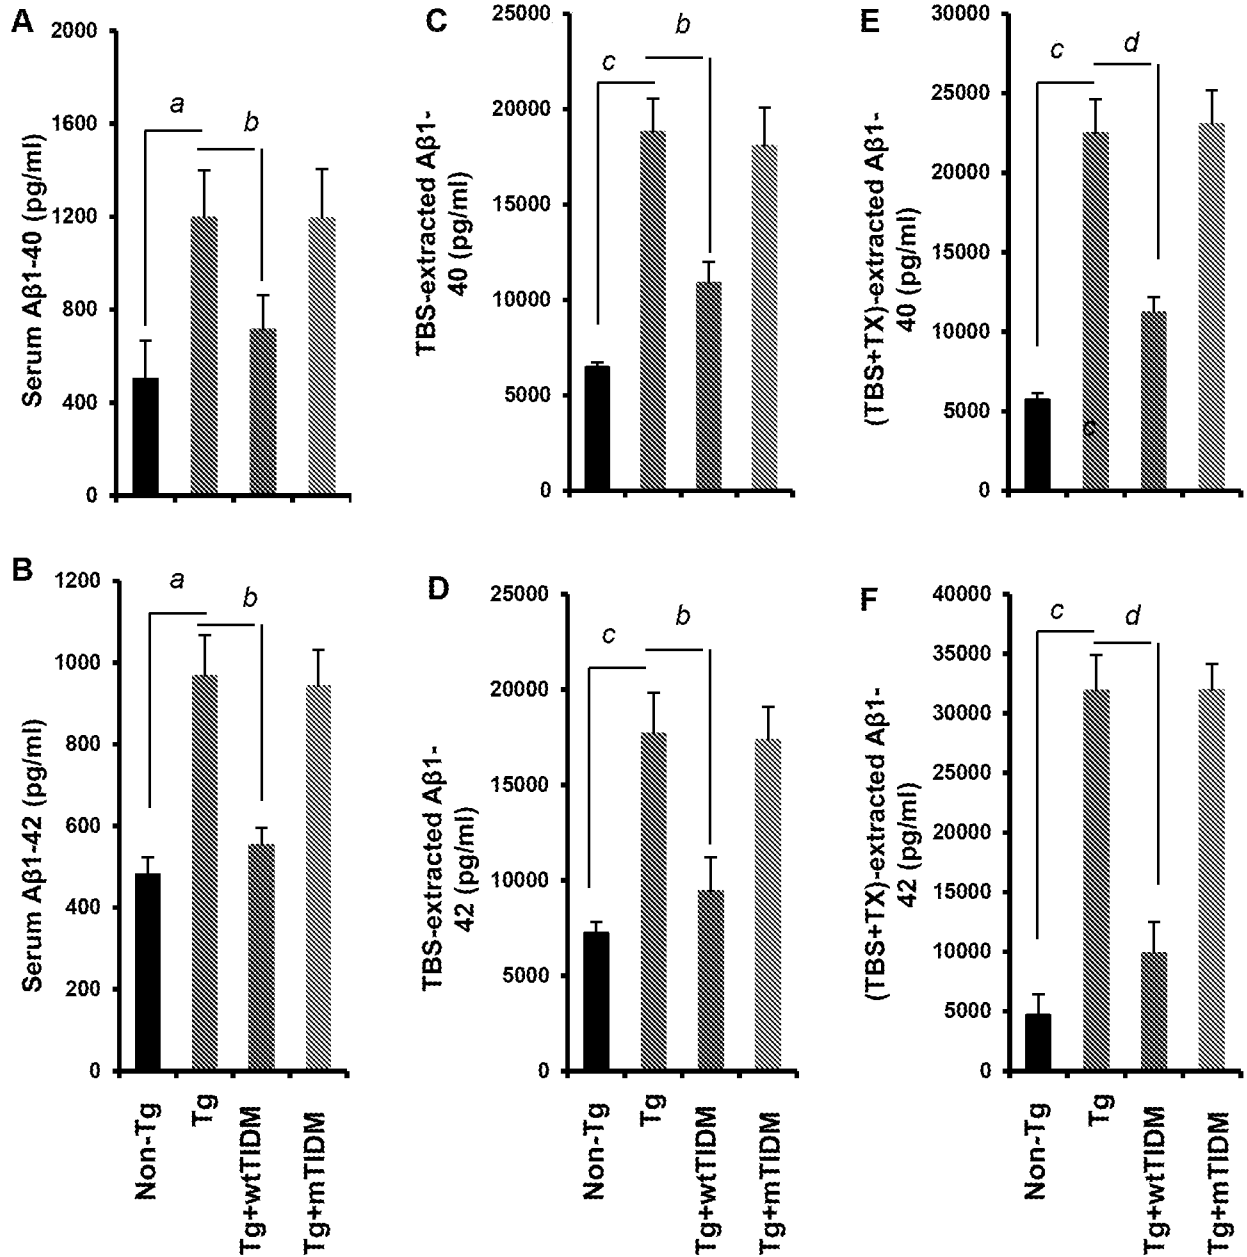 A
2000
1600
1200
800
400
0
Serum Aβ1-40 (pg/ml)
a
b
C
25000
20000
15000
10000
5000
0
TBS-extracted Aβ1-
40 (pg/ml)
c
b
E
30000
25000
20000
15000
10000
5000
0
(TBS+TX)-extracted Aβ1-
40 (pg/ml)
c
d
c
B
1200
1000
800
600
400
200
0
Serum Aβ1-42 (pg/ml)
a
b
Non-Tg
Tg
Tg+wtTIDM
Tg+mTIDM
D
25000
20000
15000
10000
5000
0
TBS-extracted Aβ1-
42 (pg/ml)
c
b
Non-Tg
Tg
Tg+wtTIDM
Tg+mTIDM
F
40000
35000
30000
25000
20000
15000
10000
5000
0
(TBS+TX)-extracted Aβ1-
42 (pg/ml)
c
d
Non-Tg
Tg
Tg+wtTIDM
Tg+mTIDM